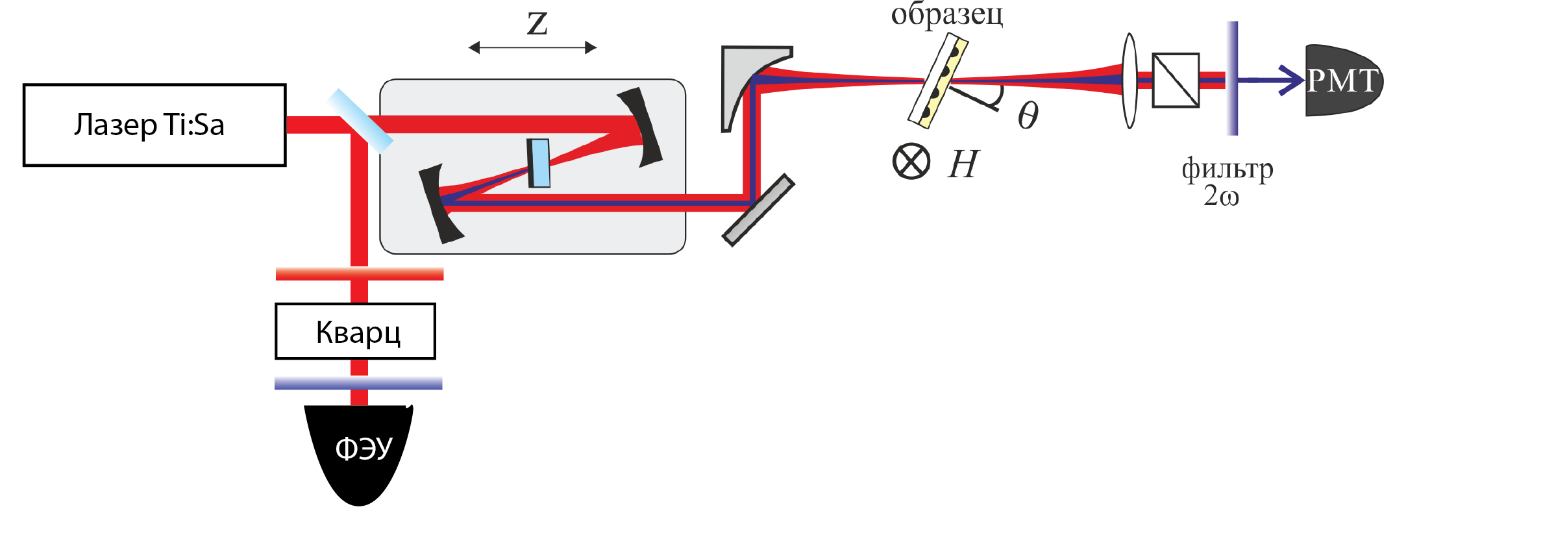 образец
z
Лазер Ti:Sa
PMT
θ
H
фильтр
2ω
Кварц
ФЭУ